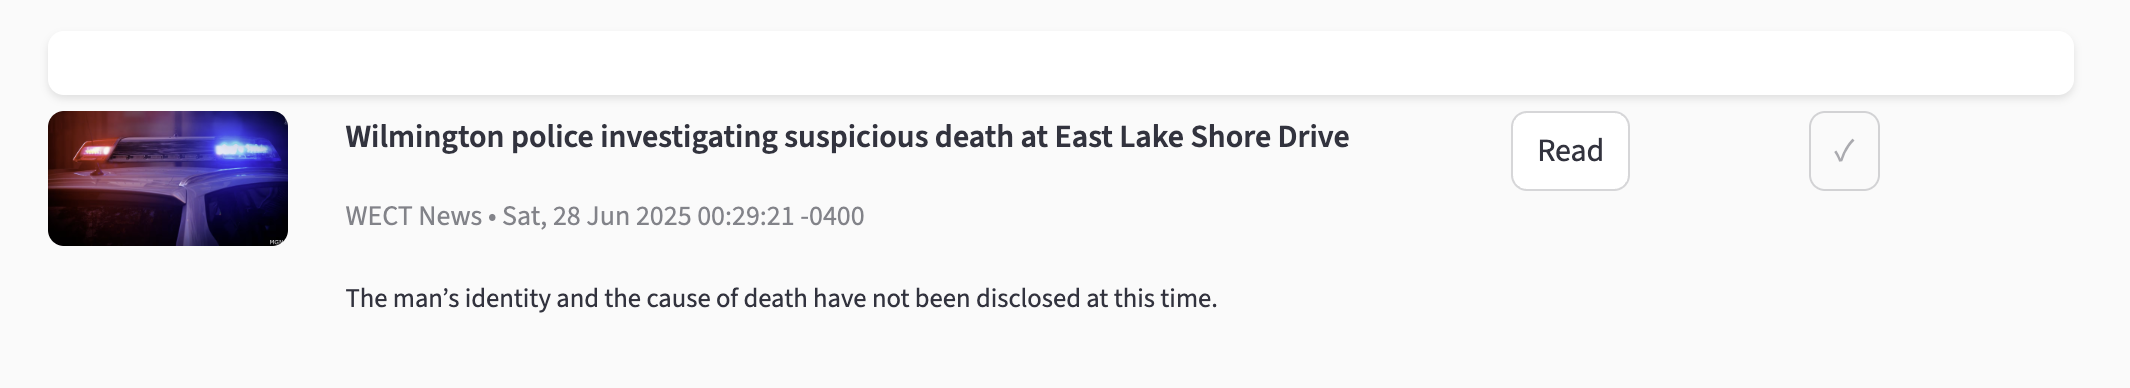 Wilmington police investigating suspicious death at East Lake Shore Drive
Read
✓
WECT News • Sat, 28 Jun 2025 00:29:21 -0400
MGN
The man’s identity and the cause of death have not been disclosed at this time.